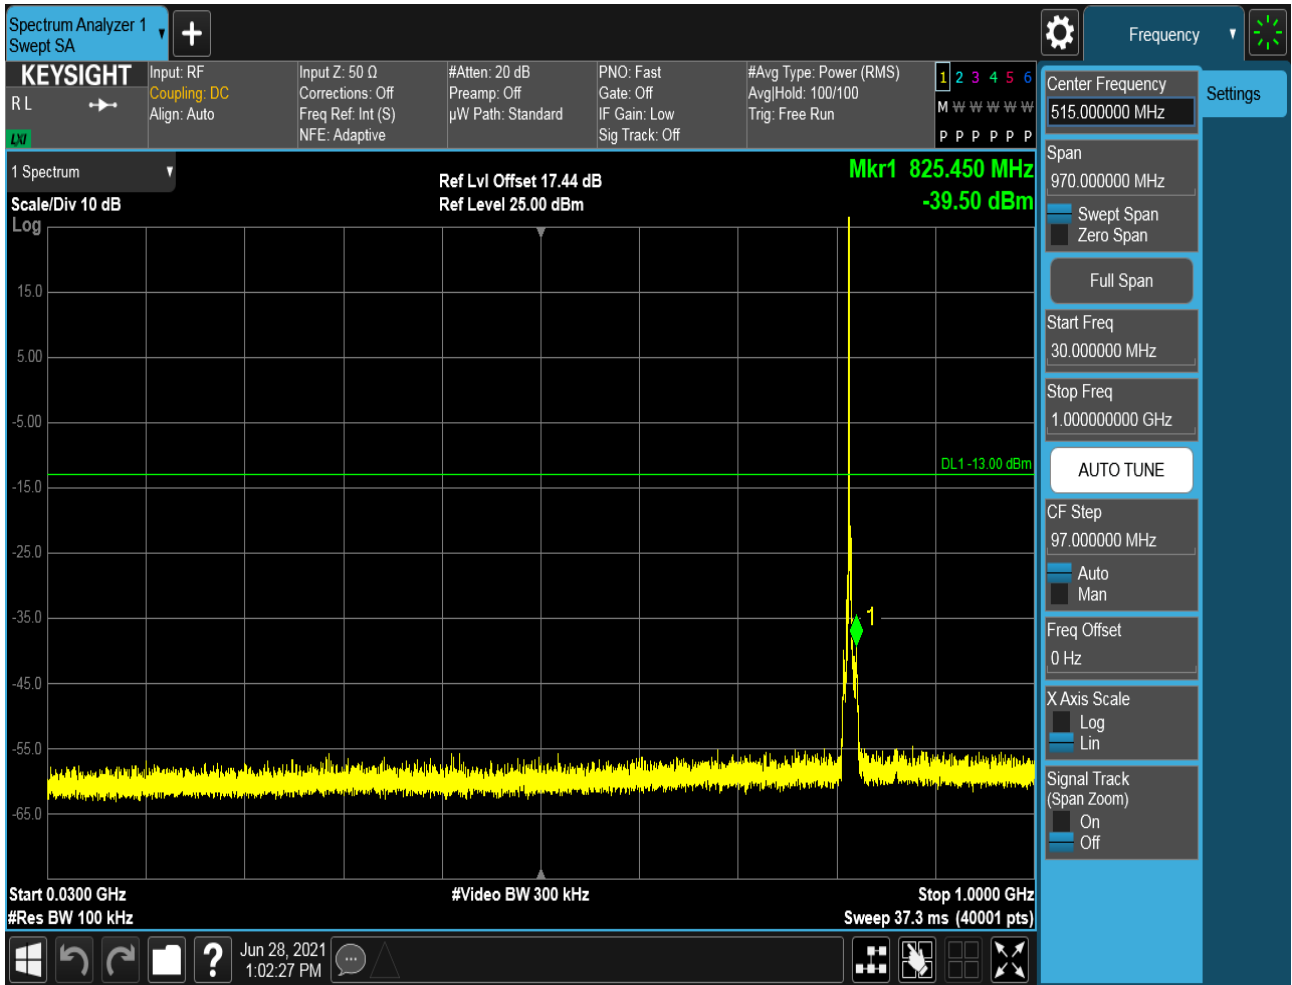 Spectrum Analyzer 1
Swept SA
+
Frequency
KEYSIGHT
R L
LXI
Input: RF
Coupling: DC
Align: Auto
Input Z: 50 Ω
Corrections: Off
Freq Ref: Int (S)
NFE: Adaptive
#Atten: 20 dB
Preamp: Off
µW Path: Standard
PNO: Fast
Gate: Off
IF Gain: Low
Sig Track: Off
#Avg Type: Power (RMS)
Avg|Hold: 100/100
Trig: Free Run
1 2 3 4 5 6
M W W W W W
P P P P P P
1 Spectrum
Scale/Div 10 dB
Log
Ref Lvl Offset 17.44 dB
Ref Level 25.00 dBm
Mkr1 825.450 MHz
-39.50 dBm
15.0
5.00
-5.00
DL1 -13.00 dBm
-15.0
-25.0
-35.0
1
-45.0
-55.0
-65.0
Start 0.0300 GHz
#Video BW 300 kHz
Stop 1.0000 GHz
#Res BW 100 kHz
Sweep 37.3 ms (40001 pts)
?
Jun 28, 2021
1:02:27 PM
Settings
Center Frequency
515.000000 MHz
Span
970.000000 MHz
Swept Span
Zero Span
Full Span
Start Freq
30.000000 MHz
Stop Freq
1.000000000 GHz
AUTO TUNE
CF Step
97.000000 MHz
Auto
Man
Freq Offset
0 Hz
X Axis Scale
Log
Lin
Signal Track
(Span Zoom)
On
Off